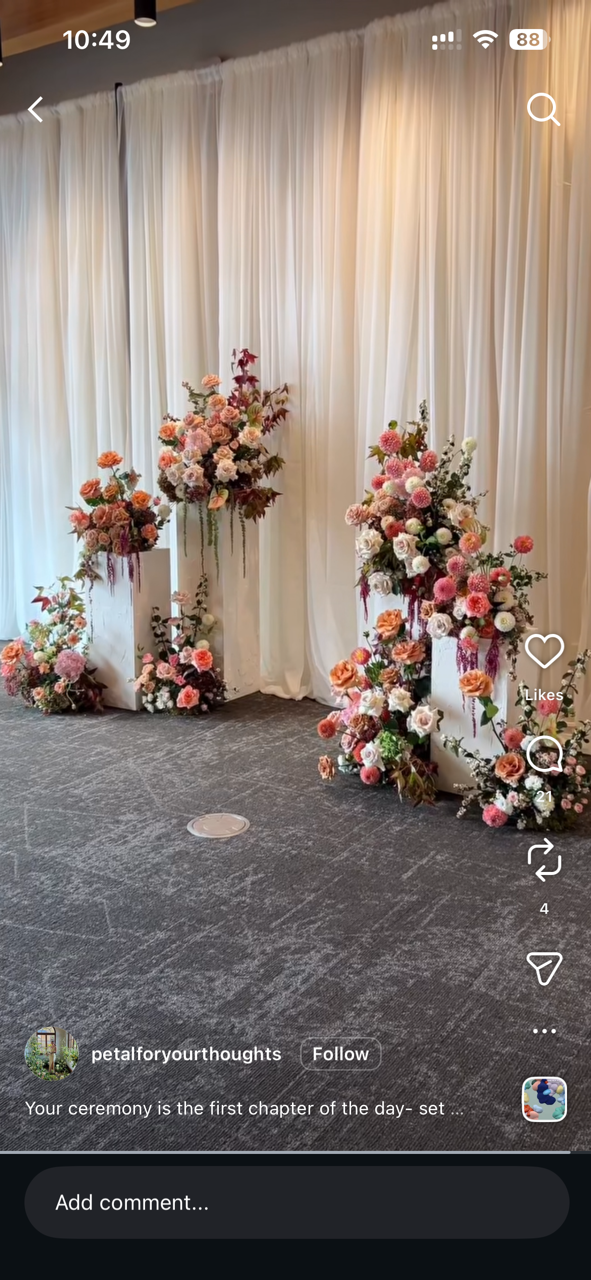 10:49
88
Likes
21
4
petalforyourthoughts
Follow
Your ceremony is the first chapter of the day- set ...
Add comment...